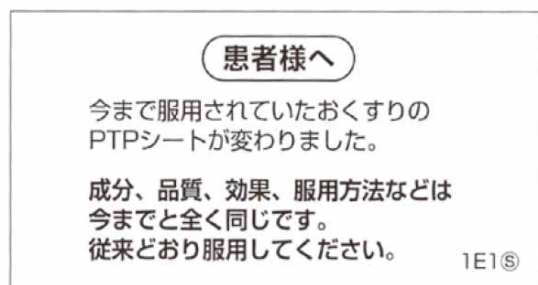 患者様へ
今まで服用されていたおくすりの
PTPシートが変わりました。
成分、品質、効果、服用方法などは
今までと全く同じです。
従来どおり服用してください。
1E1Ⓢ